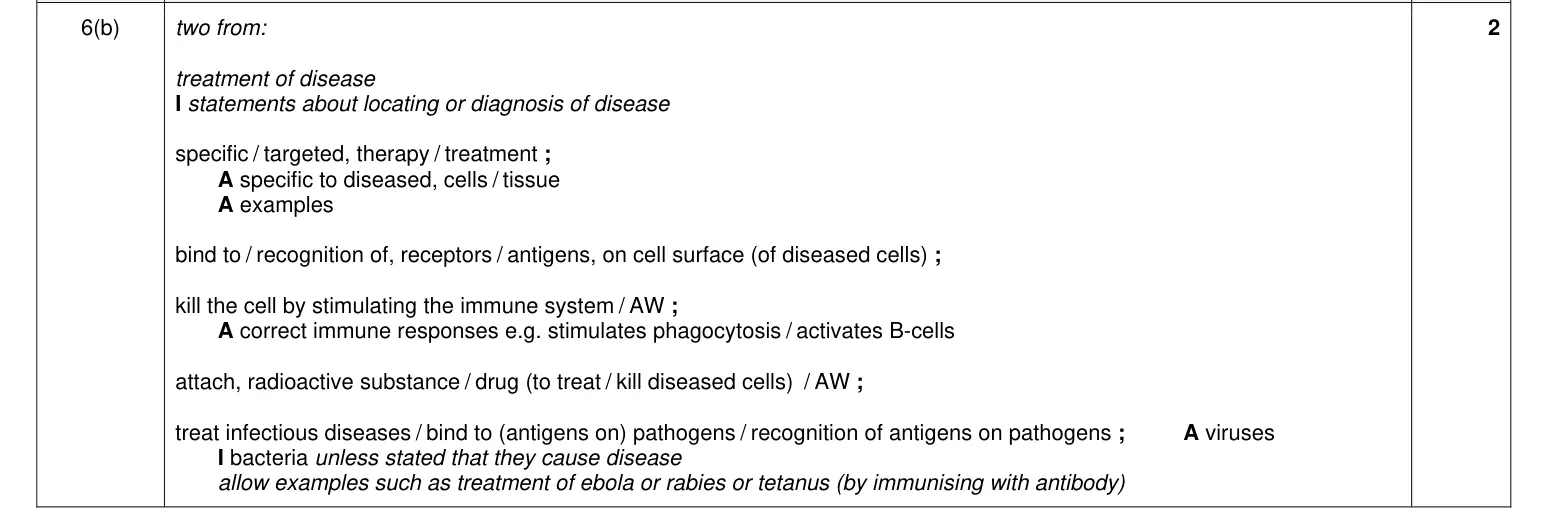 6(b)
two from:
2
treatment of disease
I statements about locating or diagnosis of disease
specific / targeted, therapy / treatment ;
A specific to diseased, cells / tissue
A examples
bind to / recognition of, receptors / antigens, on cell surface (of diseased cells) ;
kill the cell by stimulating the immune system / AW ;
A correct immune responses e.g. stimulates phagocytosis / activates B-cells
attach, radioactive substance / drug (to treat / kill diseased cells) / AW ;
treat infectious diseases / bind to (antigens on) pathogens / recognition of antigens on pathogens ; A viruses
I bacteria unless stated that they cause disease
allow examples such as treatment of ebola or rabies or tetanus (by immunising with antibody)